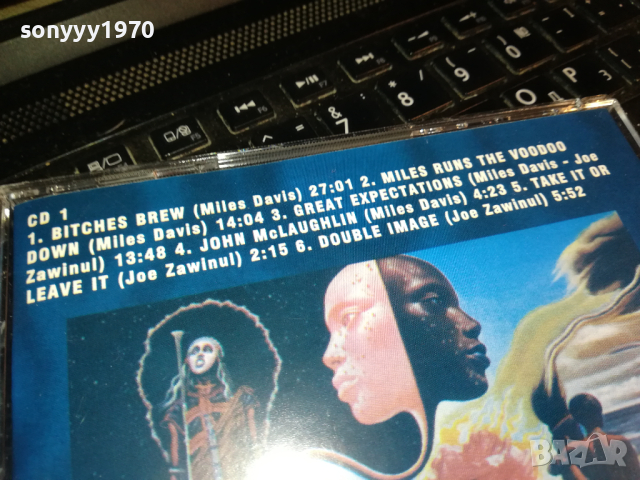 sonyyy1970
CD 1
1. BITCHES BREW (Miles Davis) 27:01 2. MILES RUNS THE VOODOO
DOWN (Miles Davis) 14:04 3. GREAT EXPECTATIONS (Miles Davis - Joe
Zawinul) 13:48 4. JOHN McLAUGHLIN (Miles Davis) 4:23 5. TAKE IT OR
LEAVE IT (Joe Zawinul) 2:15 6. DOUBLE IMAGE (Joe Zawinul) 5:52
BAZAR